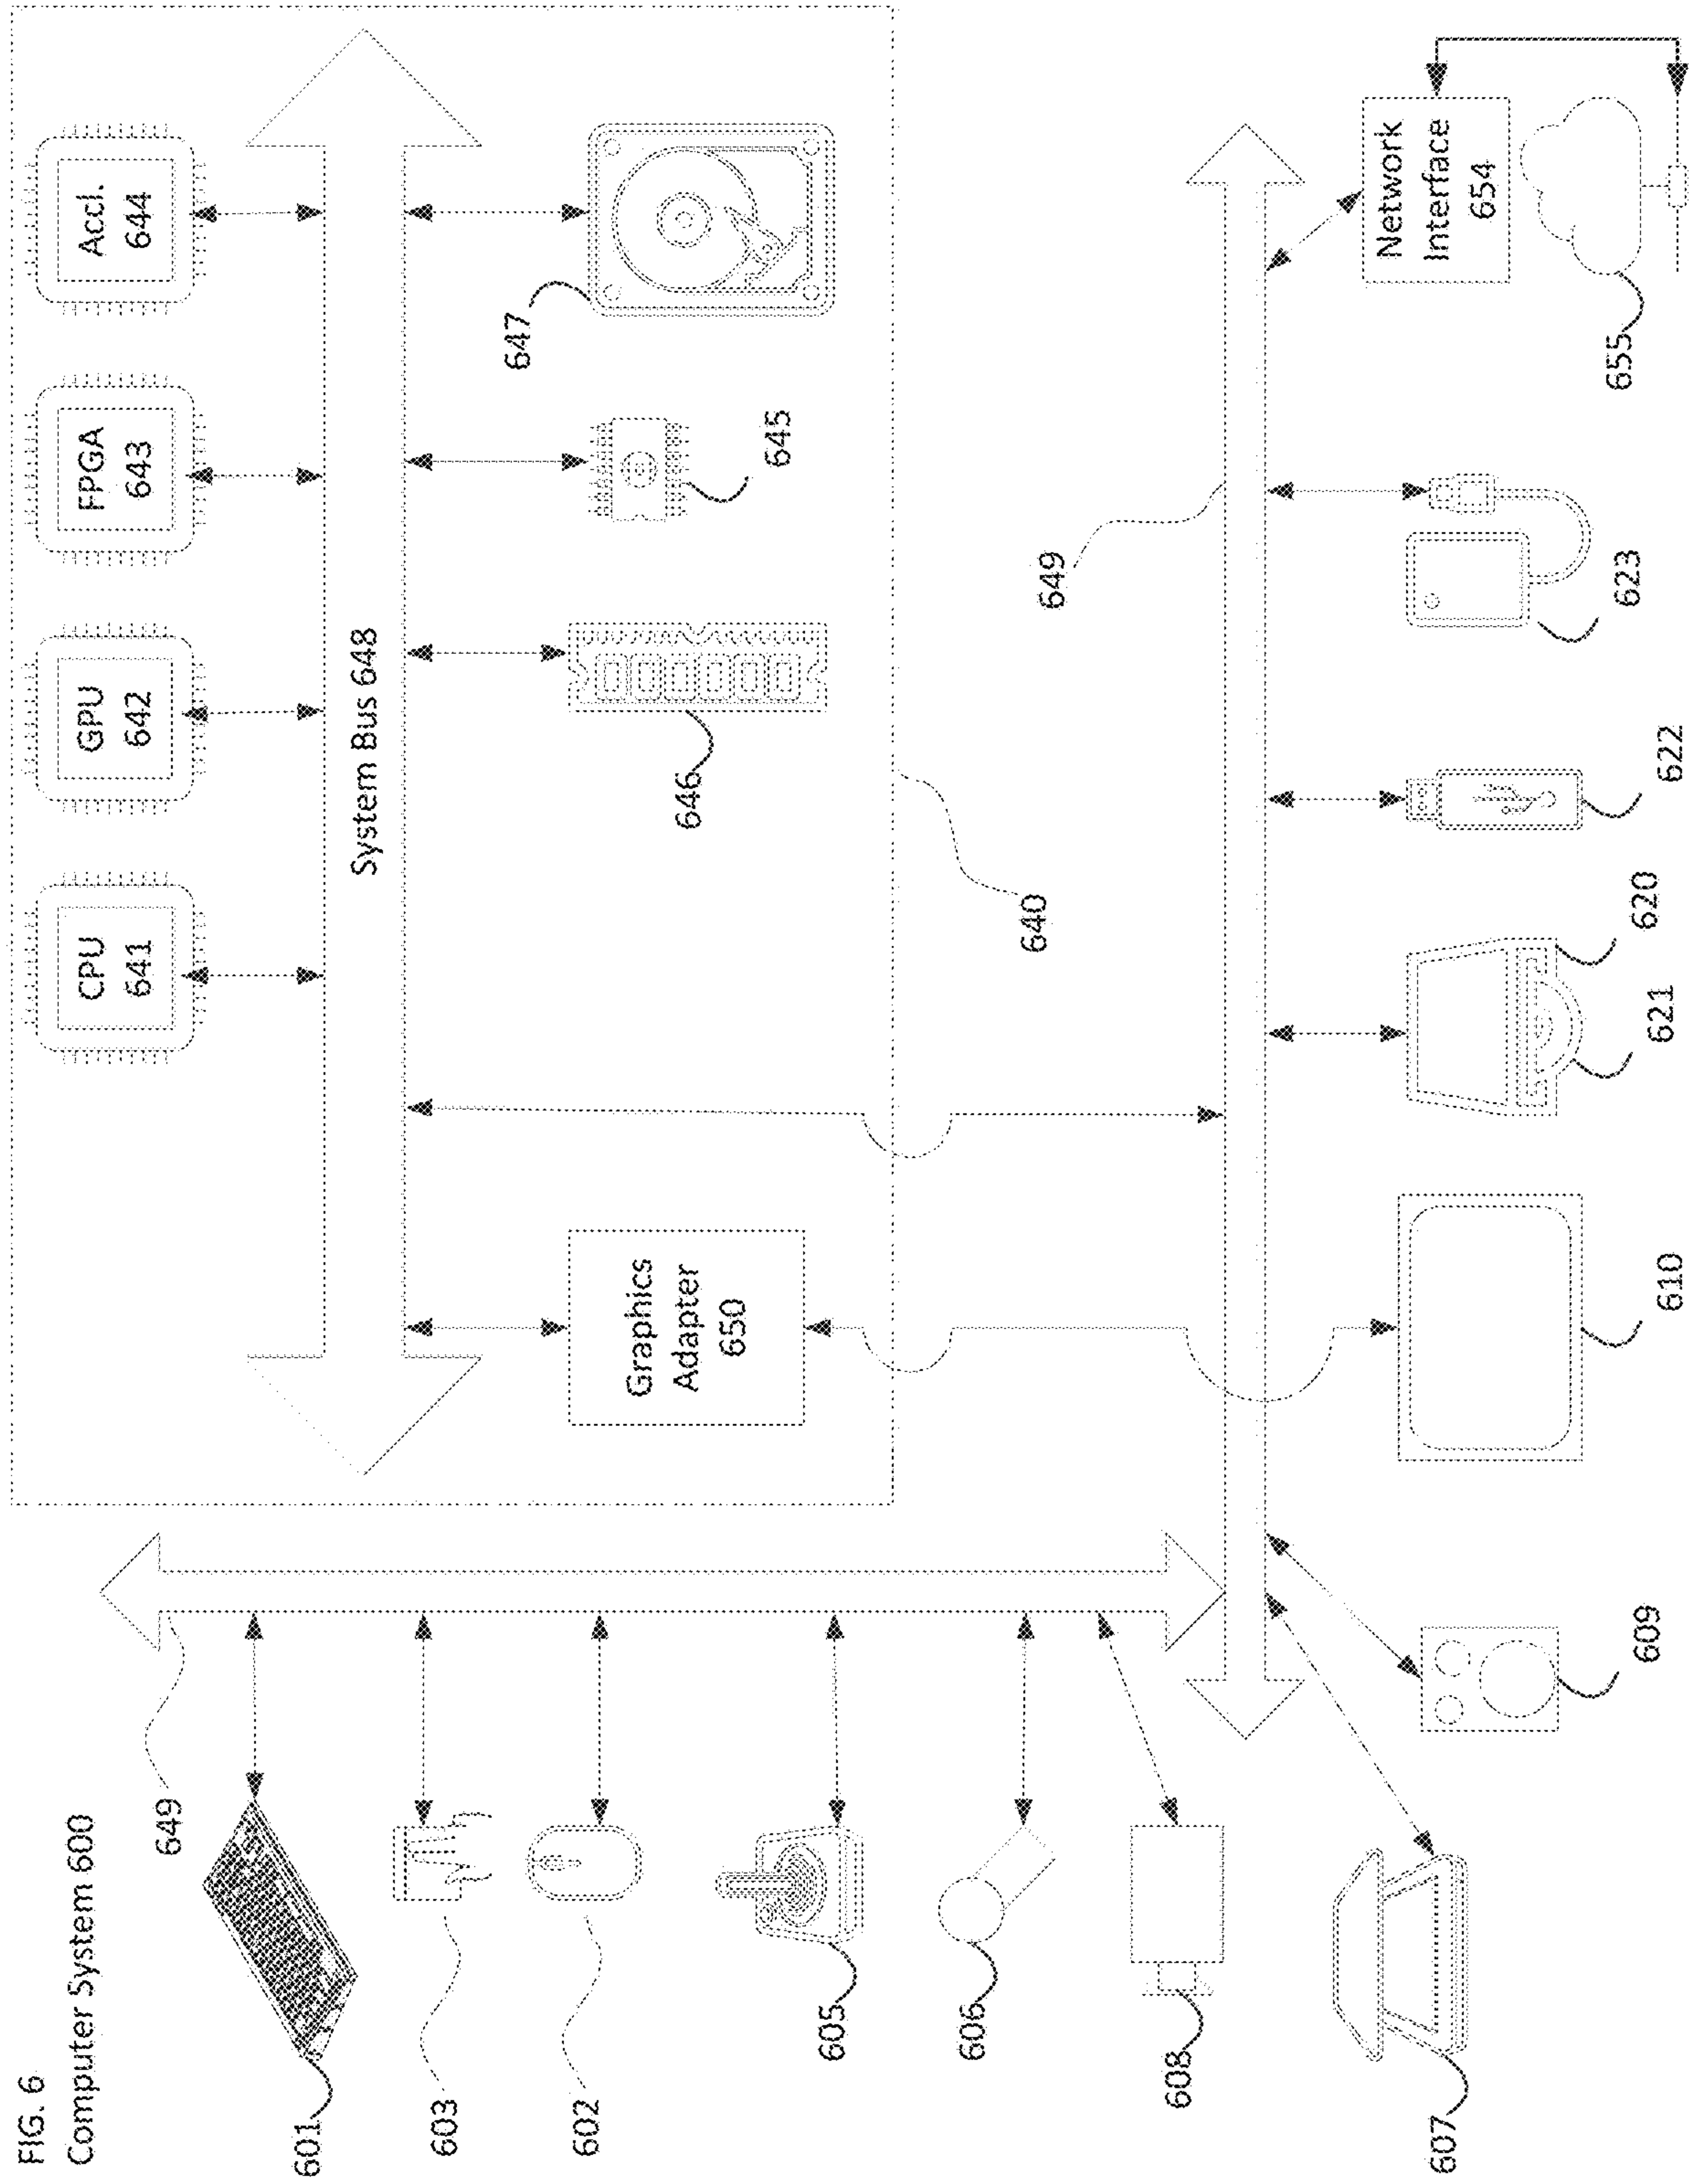 FIG. 6
Computer System 600
CPU
641
GPU
642
FPGA
643
Accl.
644
System Bus 648
Graphics
Adapter
650
646
645
647
640
649
649
601
603
602
605
606
608
607
609
610
621
620
622
623
655
Network
Interface
654